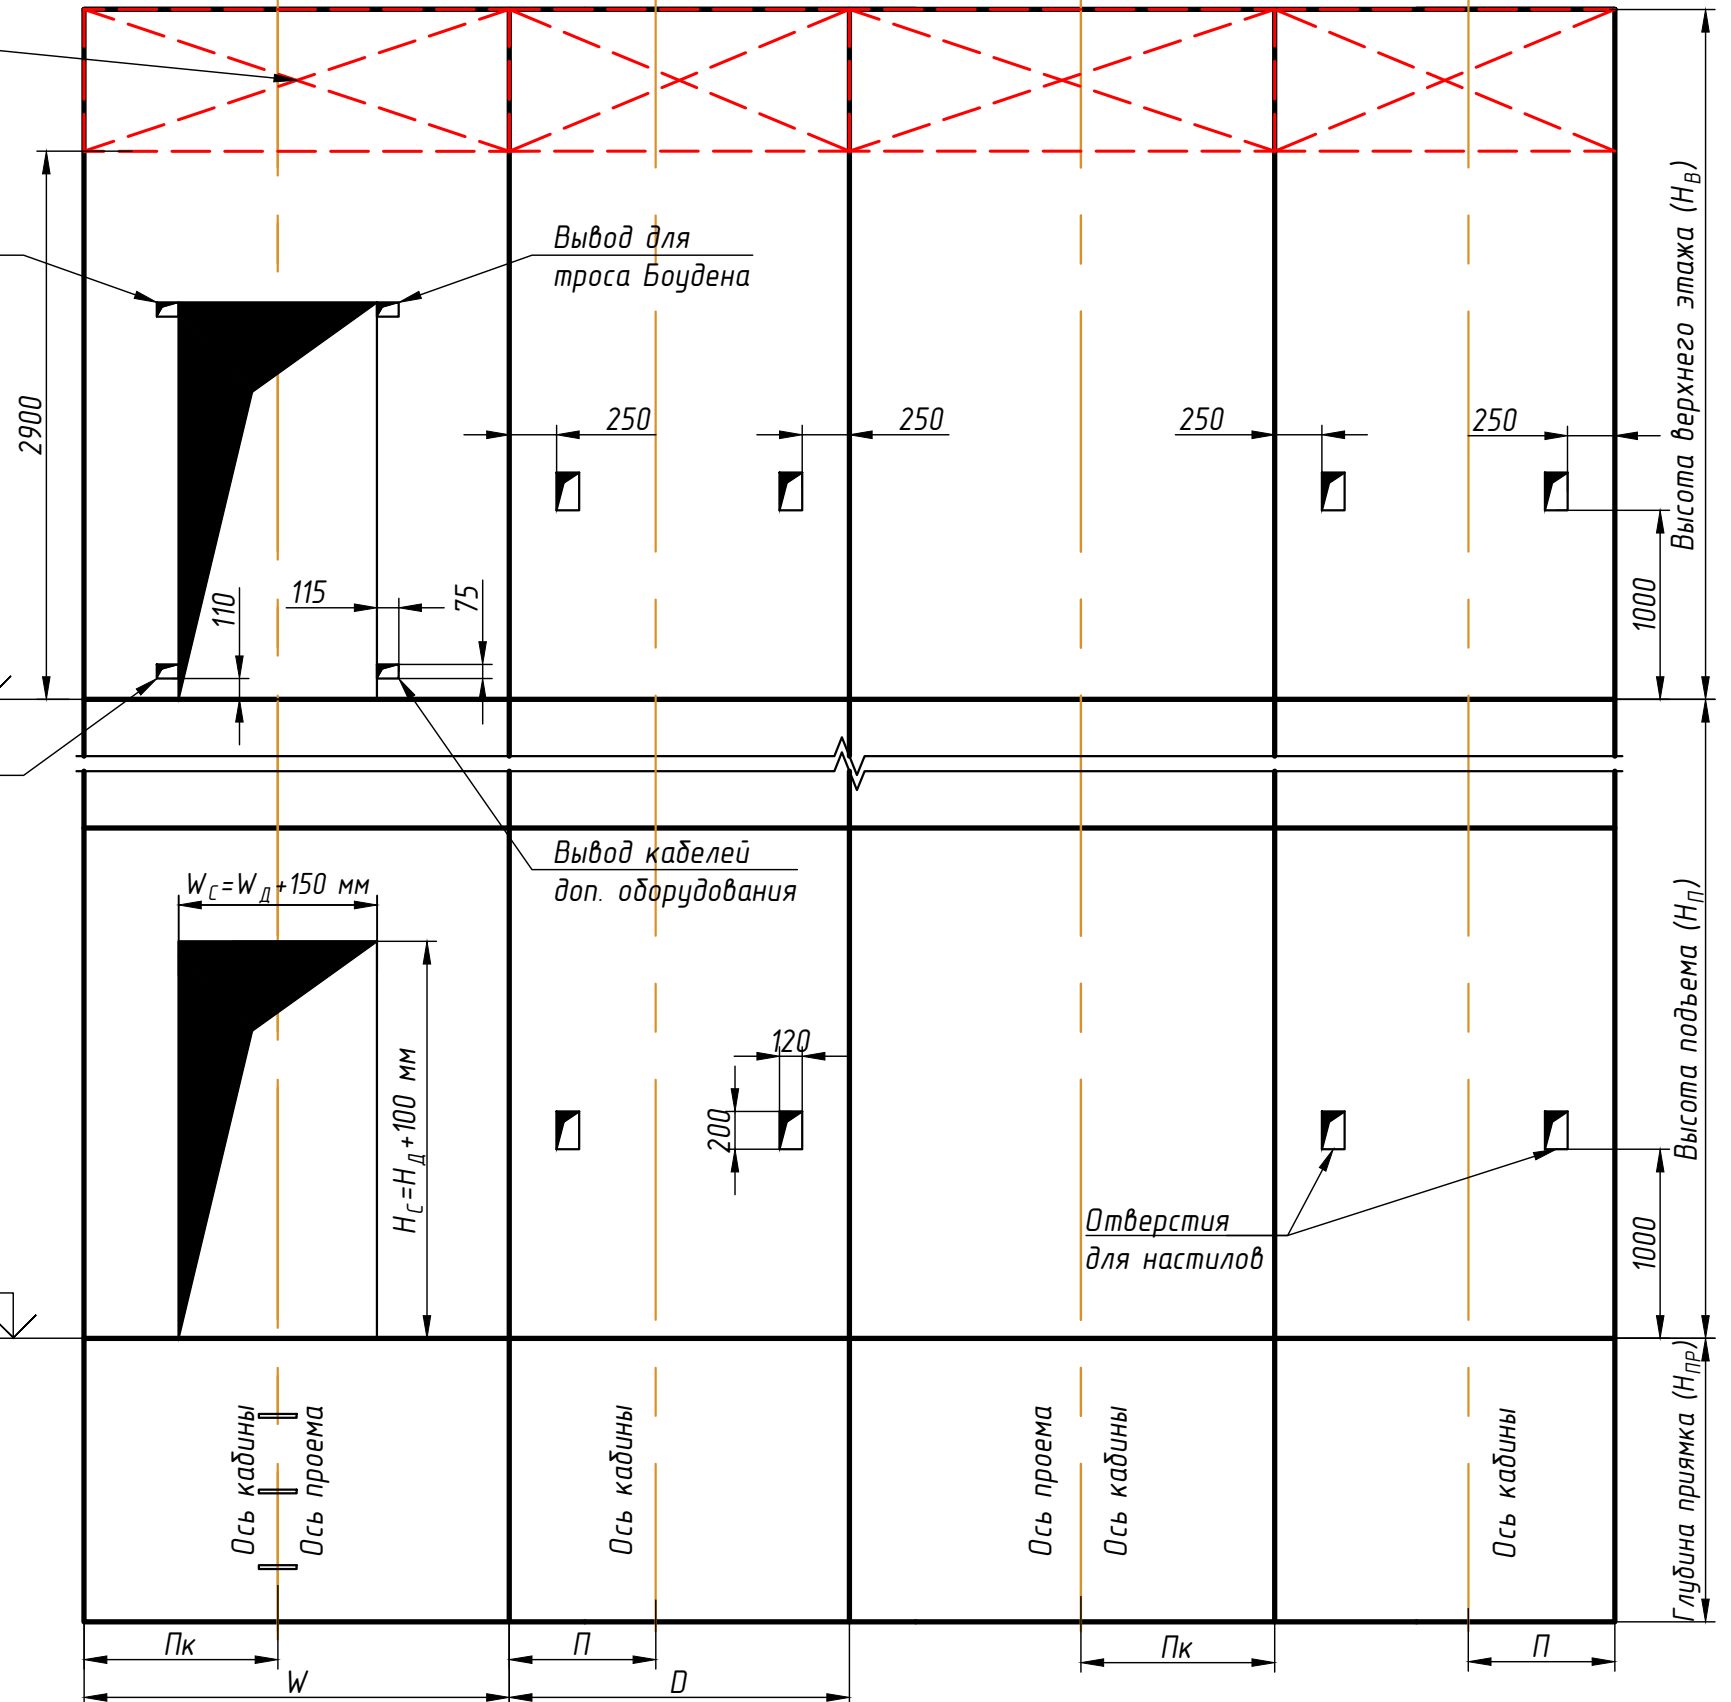 Вывод для
троса Боудена
2900
250
250
250
250
1000
Высота верхнего этажа (HВ)
110
115
75
Вывод кабелей
доп. оборудования
WС=WД+150 мм
HС=HД+100 мм
120
200
Отверстия
для настилов
1000
Высота подъема (HП)
Ось кабины
Ось проема
Ось кабины
Ось проема
Ось кабины
Ось кабины
Глубина приямка (HПР)
Пк
П
Пк
П
W
D